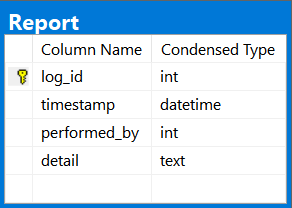 Report
Column Name Condensed Type
log_id int
timestamp datetime
performed_by int
detail text